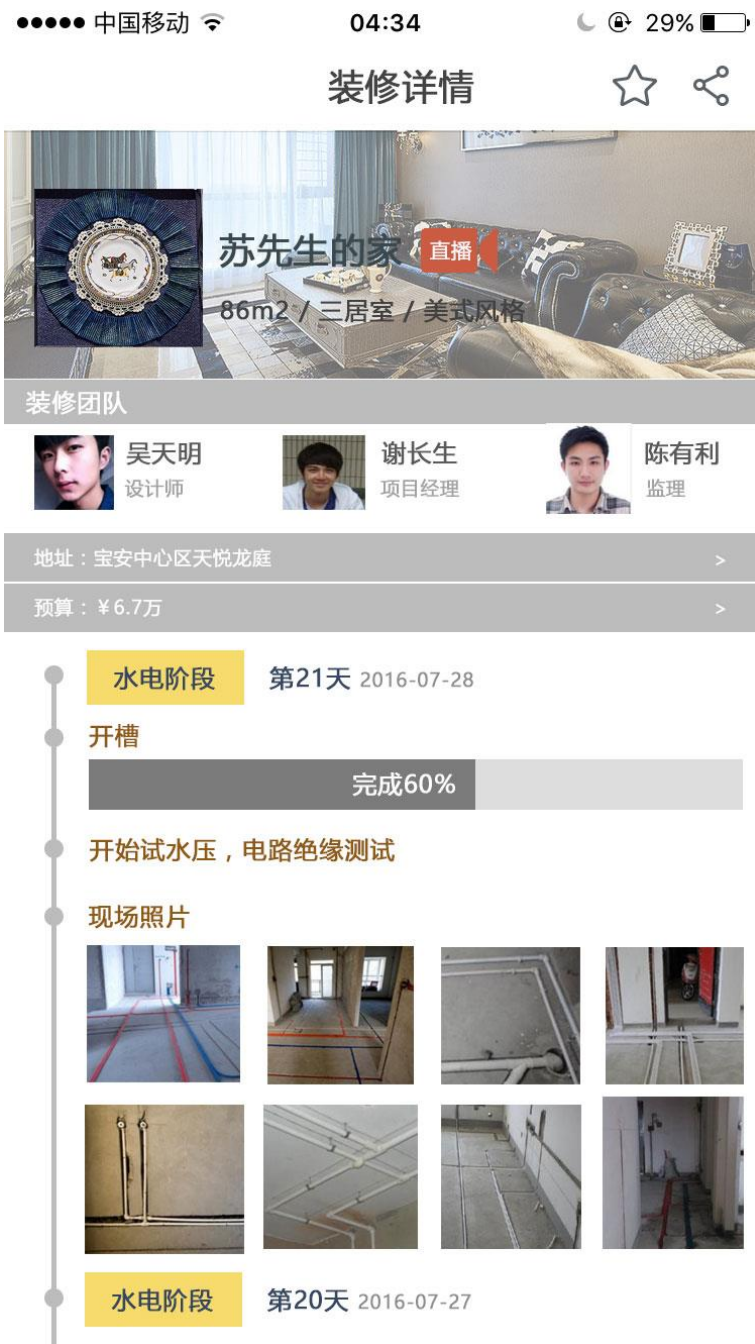 中国移动 04:34 29%
装修详情
苏先生的家 直播
86m2 / 三居室 / 美式风格
装修团队
吴天明 谢长生 陈有利
设计师 项目经理 监理
地址：宝安中心区天悦龙庭 >
预算：￥6.7万 >
水电阶段 第21天 2016-07-28
开槽
完成60%
开始试水压，电路绝缘测试
现场照片
水电阶段 第20天 2016-07-27